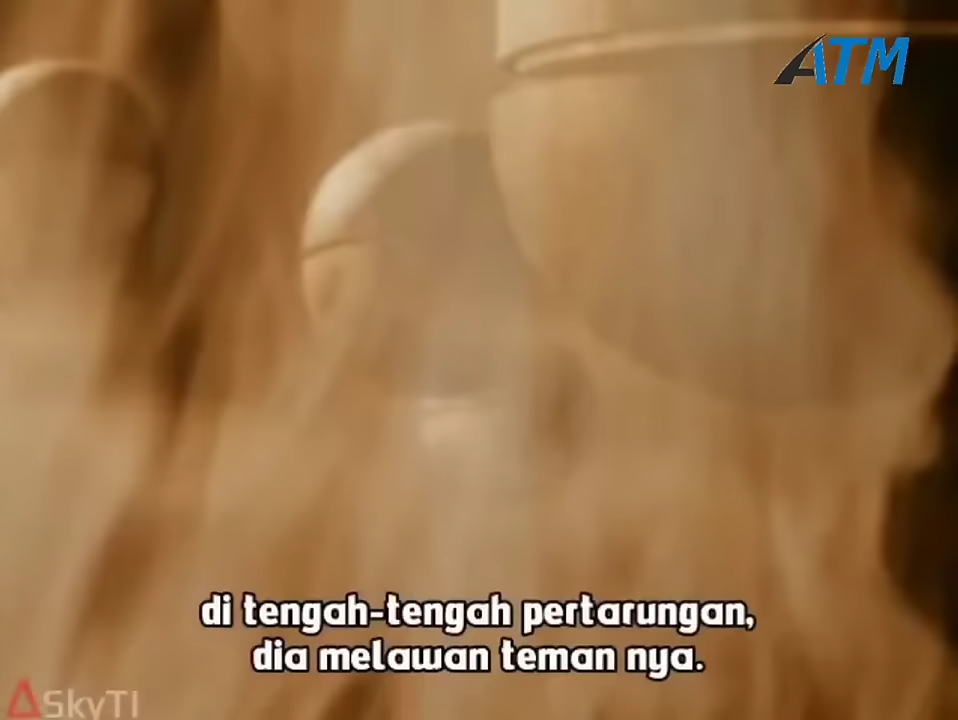 ATM
di tengah-tengah pertarungan,
dia melawan teman nya.
SkyTI